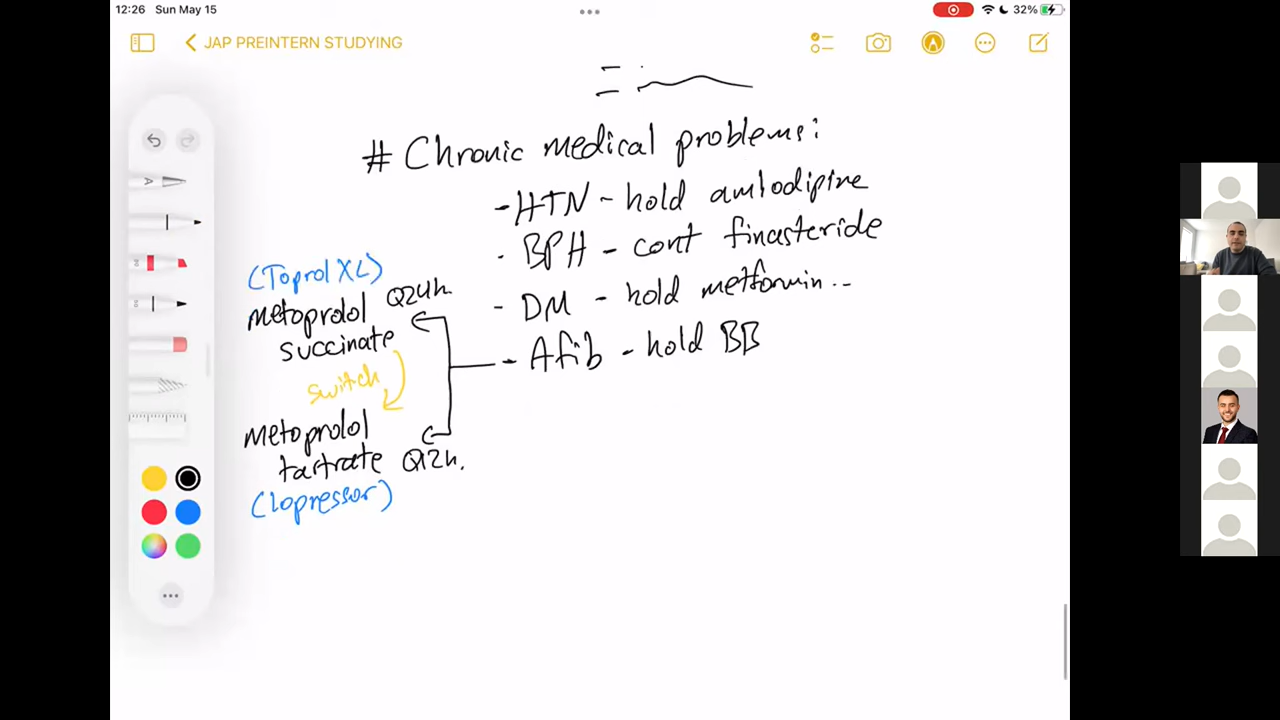 12:26 Sun May 15
32%
JAP PREINTERN STUDYING
# Chronic medical problems:
- HTN - hold amlodipine
- BPH - cont finasteride
- DM - hold metformin...
- Afib - hold BB
(Toprol XL)
metoprolol Q24h
succinate
switch
metoprolol
tartrate Q12h.
(lopressor)